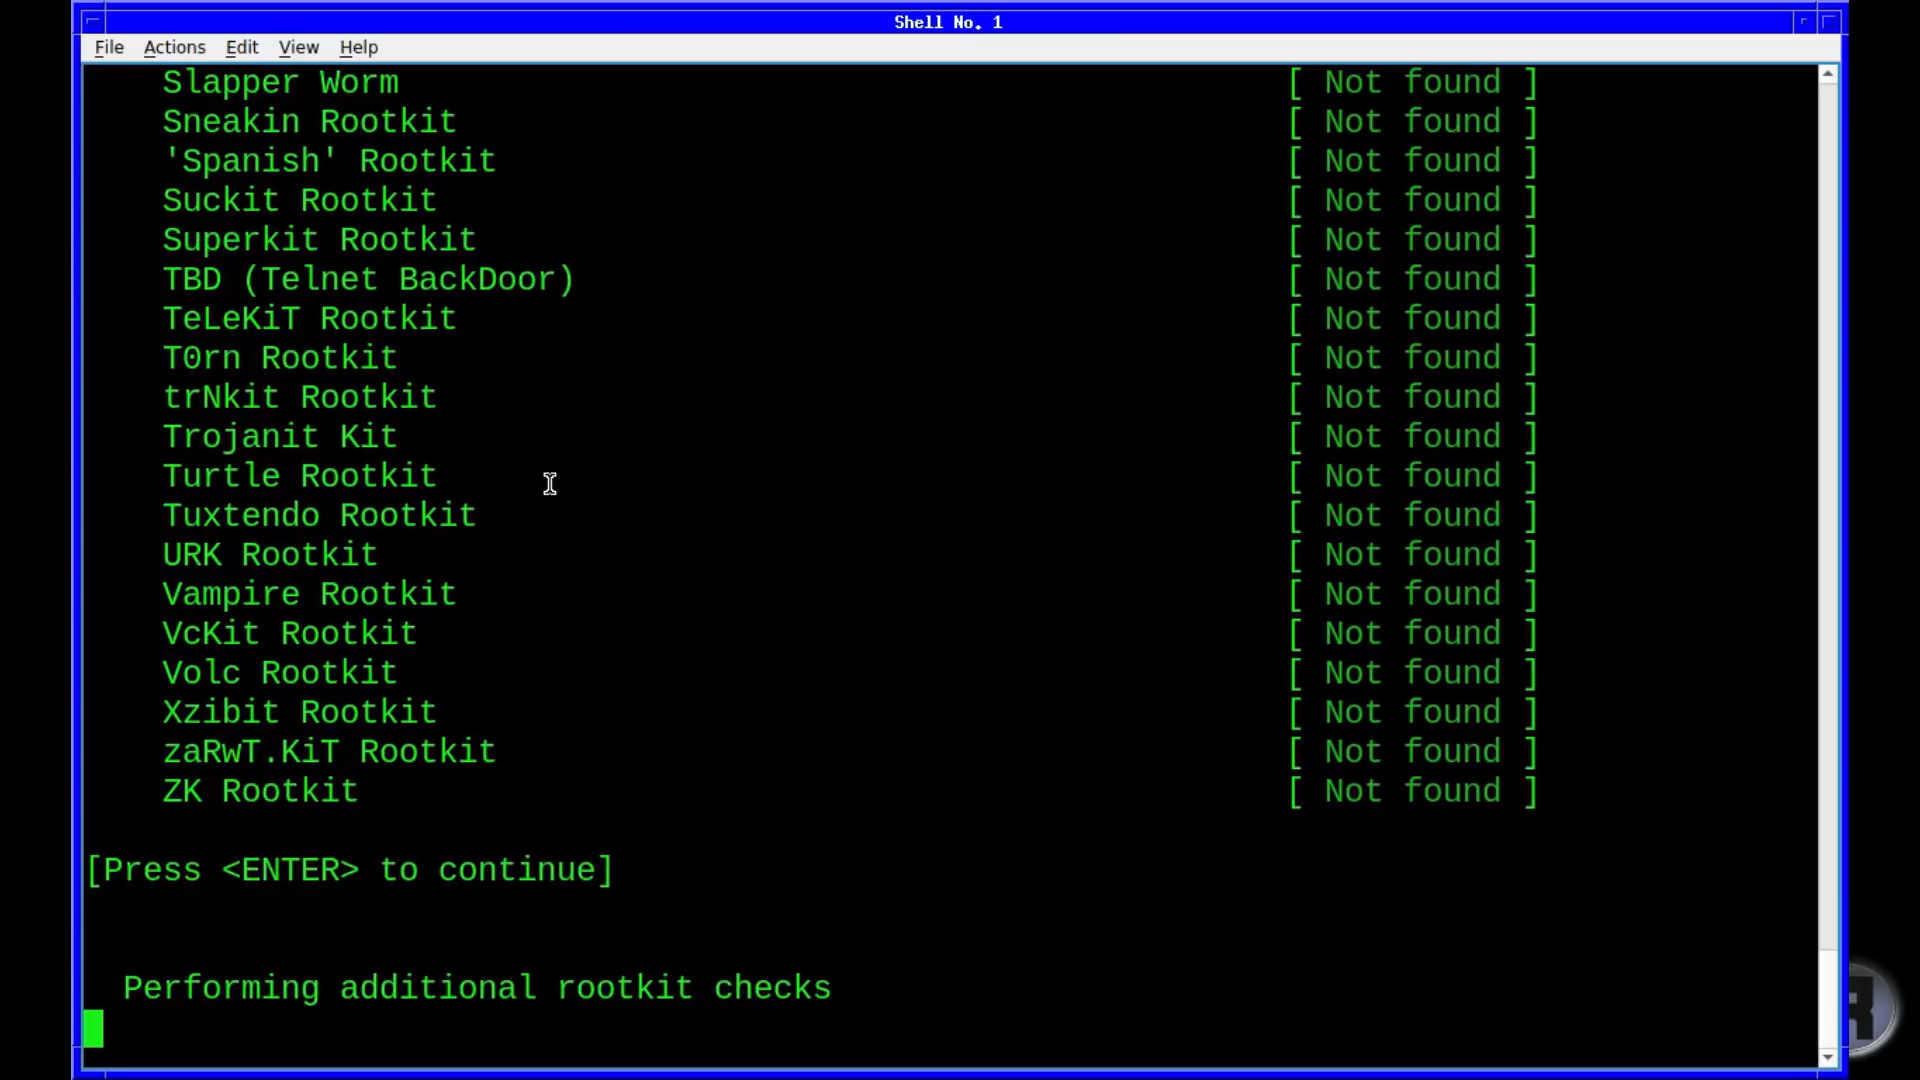 Shell No. 1
File Actions Edit View Help
Slapper Worm [ Not found ]
Sneakin Rootkit [ Not found ]
'Spanish' Rootkit [ Not found ]
Suckit Rootkit [ Not found ]
Superkit Rootkit [ Not found ]
TBD (Telnet BackDoor) [ Not found ]
TeLeKiT Rootkit [ Not found ]
T0rn Rootkit [ Not found ]
trNkit Rootkit [ Not found ]
Trojanit Kit [ Not found ]
Turtle Rootkit [ Not found ]
Tuxtendo Rootkit [ Not found ]
URK Rootkit [ Not found ]
Vampire Rootkit [ Not found ]
VcKit Rootkit [ Not found ]
Volc Rootkit [ Not found ]
Xzibit Rootkit [ Not found ]
zaRwT.KiT Rootkit [ Not found ]
ZK Rootkit [ Not found ]
[Press <ENTER> to continue]
Performing additional rootkit checks